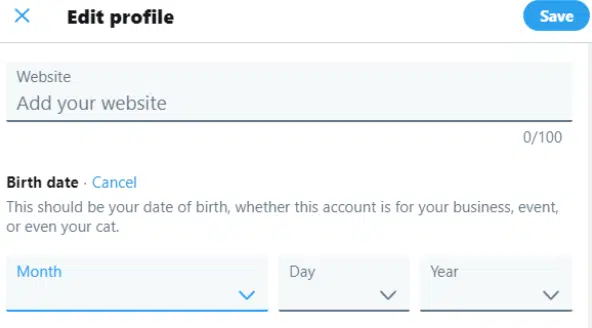 Edit profile
Save
Website
Add your website
0/100
Birth date · Cancel
This should be your date of birth, whether this account is for your business, event,
or even your cat.
Month
Day
Year